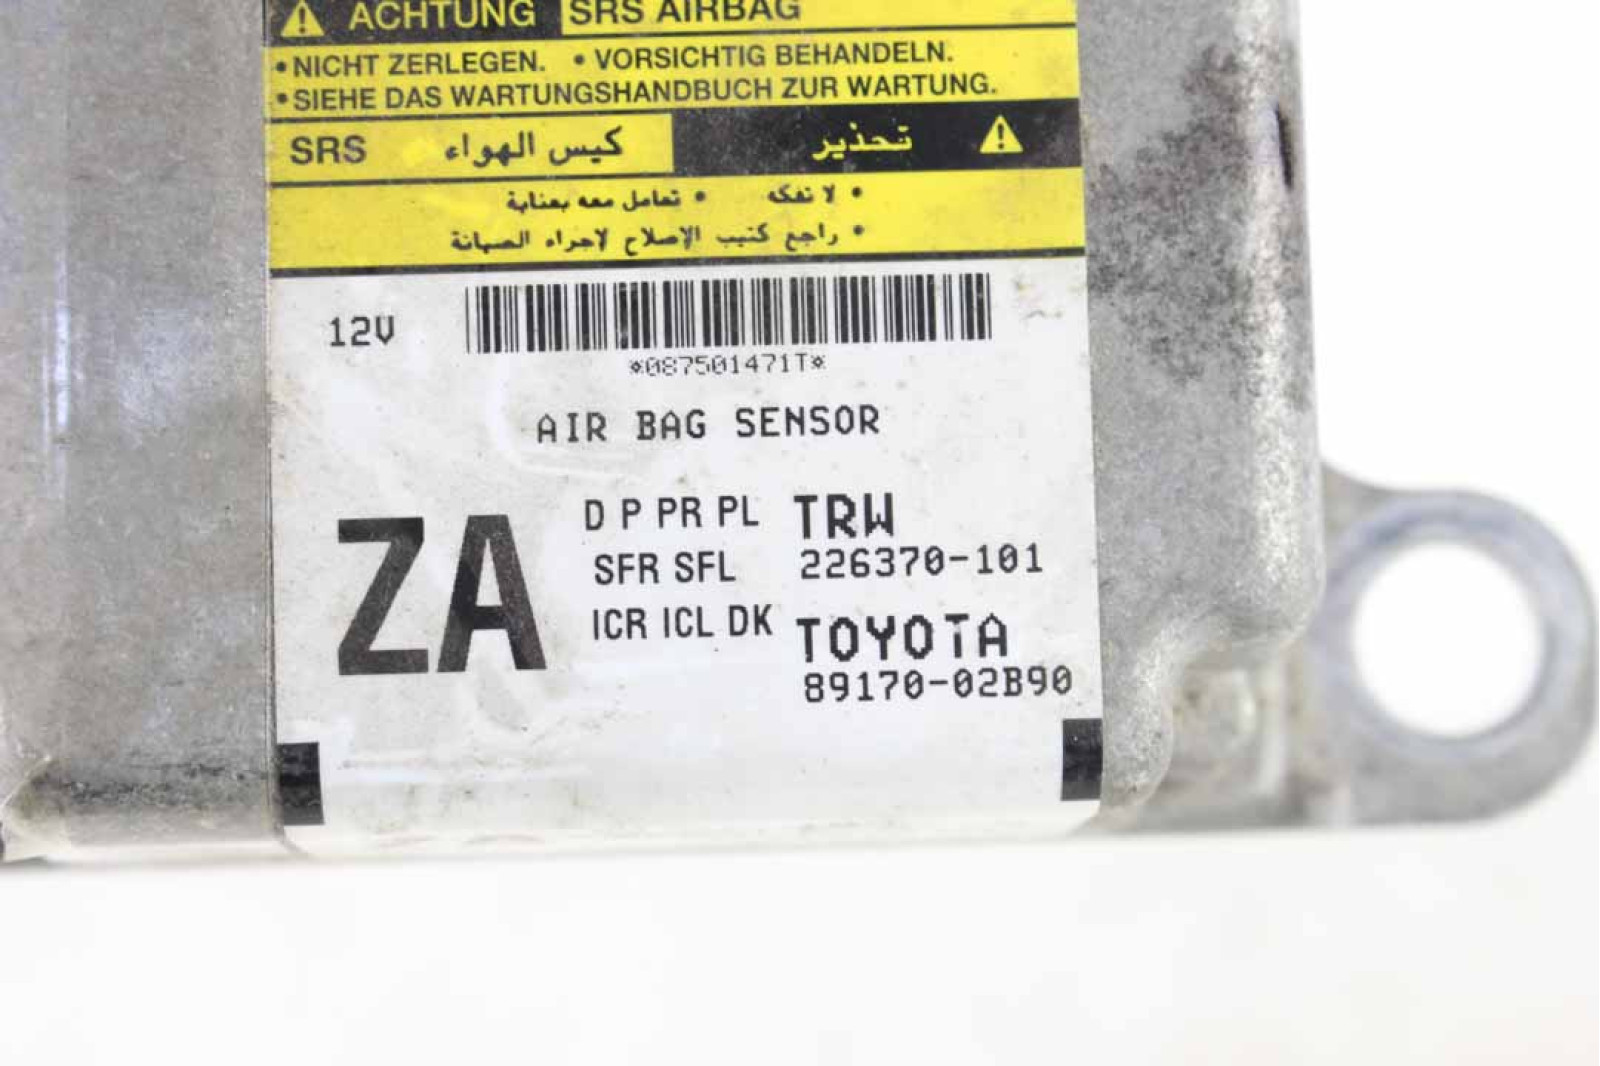 ACHTUNG SRS AIRBAG
•NICHT ZERLEGEN. •VORSICHTIG BEHANDELN.
•SIEHE DAS WARTUNGSHANDBUCH ZUR WARTUNG.
تحذير كيس الهواء SRS
• لا تفكه • تعامل معه بعناية
• راجع كتيب الإصلاح لإجراء الصيانة
12V
*087501471T*
AIR BAG SENSOR
ZA
D P PR PL TRW
SFR SFL 226370-101
ICR ICL DK TOYOTA
89170-02B90